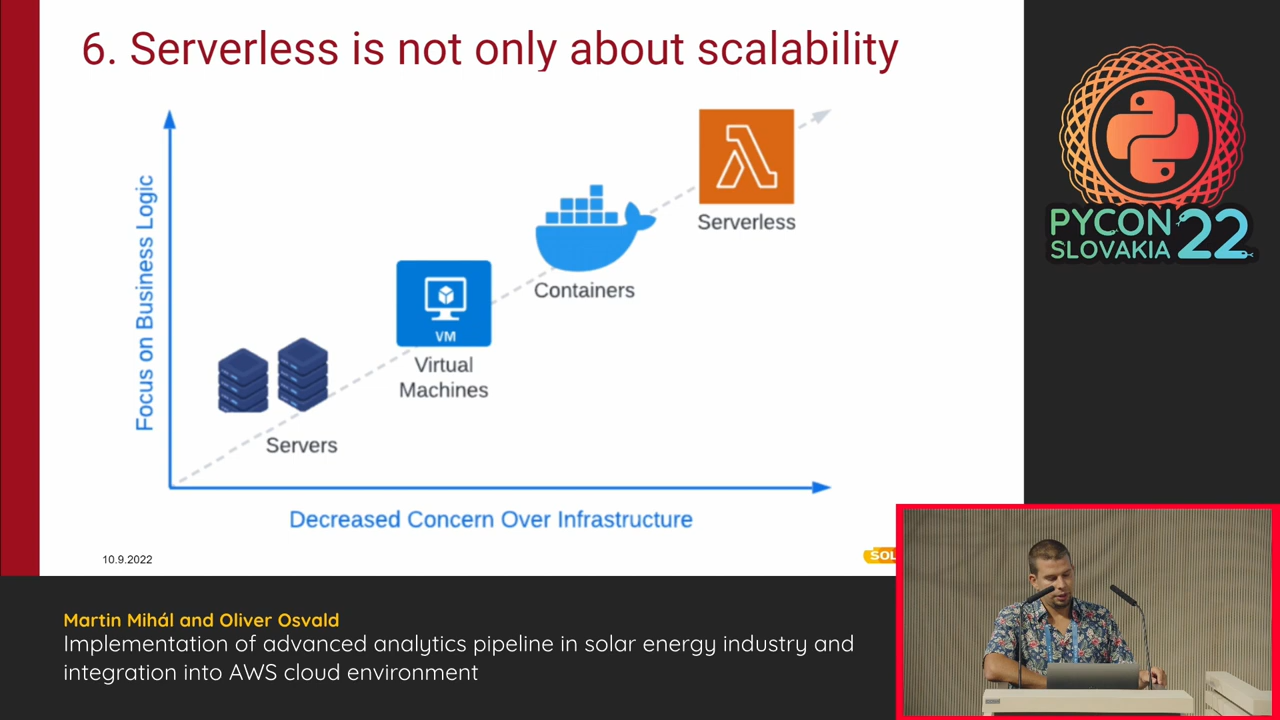 6. Serverless is not only about scalability
Focus on Business Logic
Serverless
Containers
VM
Virtual
Machines
Servers
Decreased Concern Over Infrastructure
10.9.2022
SOL
PYCON
SLOVAKIA
22
Martin Mihál and Oliver Osvald
Implementation of advanced analytics pipeline in solar energy industry and
integration into AWS cloud environment